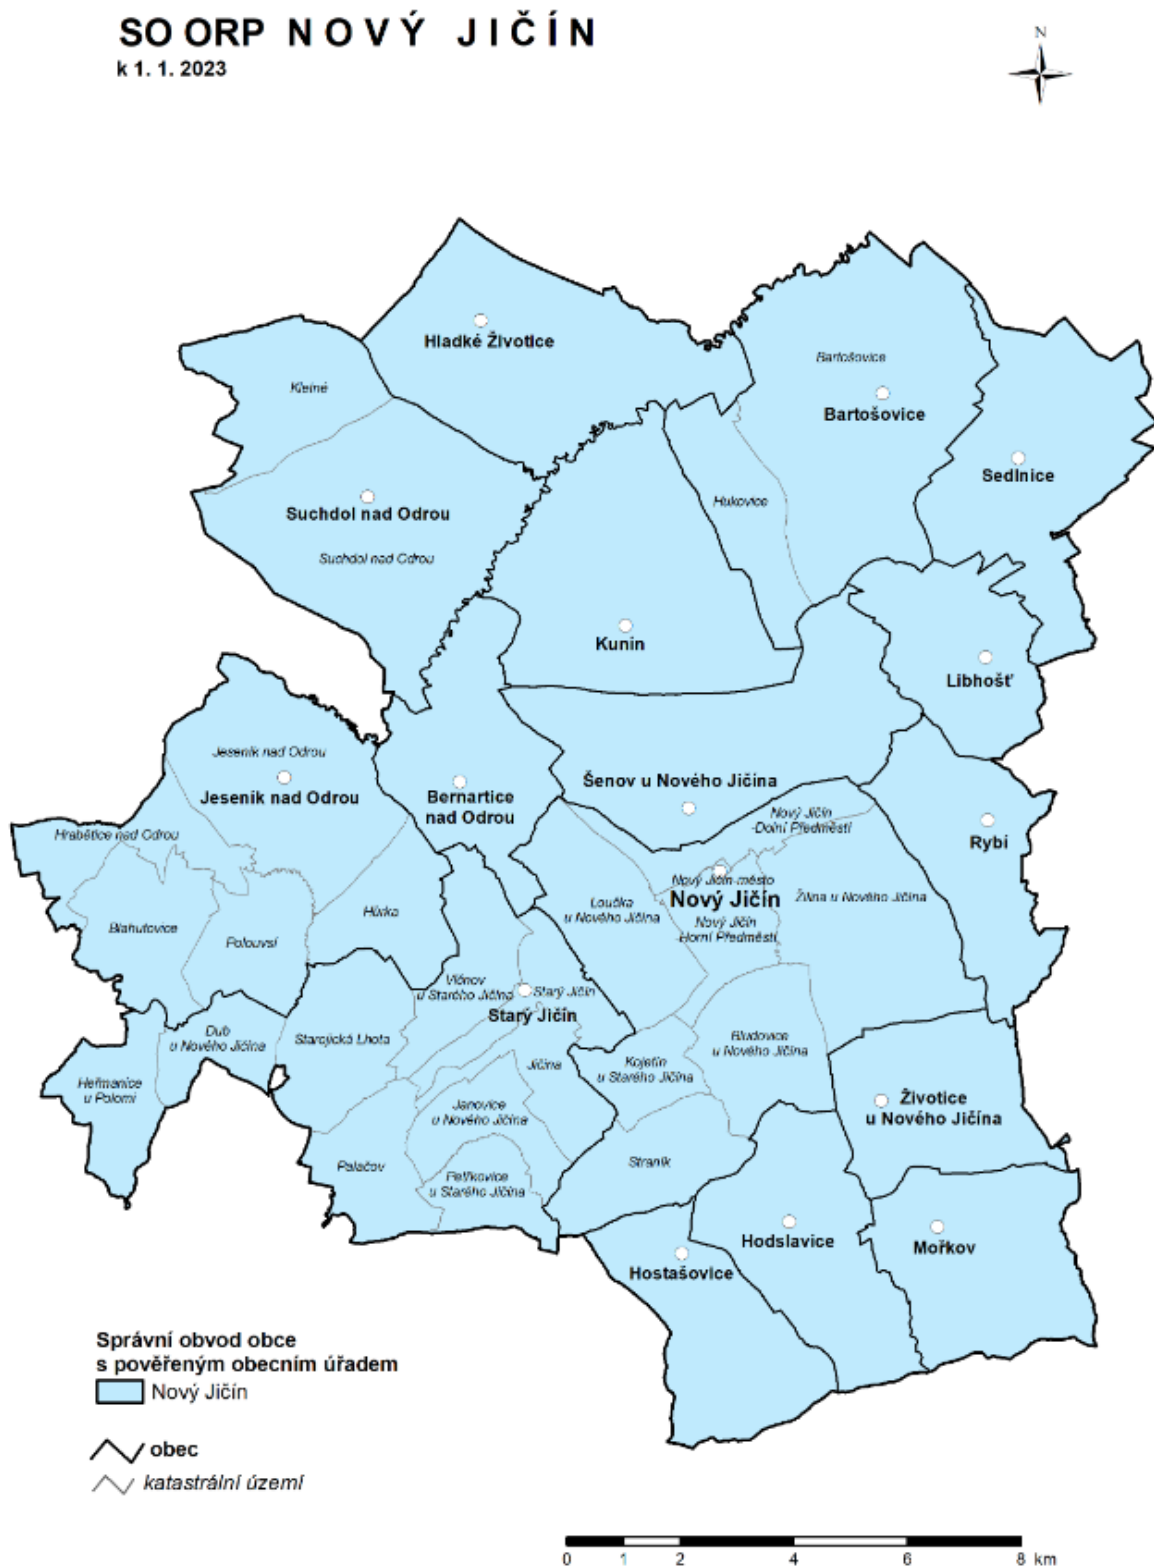 SO ORP NOVÝ JIČÍN
k 1. 1. 2023
N
Hladké Životice
Bartošovice
Kletné
Bartošovice
Sedlnice
Hukovice
Suchdol nad Odrou
Suchdol nad Odrou
Kunín
Libhošť
Jeseník nad Odrou
Jeseník nad Odrou
Šenov u Nového Jičína
Bernartice
nad Odrou
Nový Jičín
-Dolní Předměstí
Hrabětice nad Odrou
Rybí
Nový Jičín-město
Nový Jičín
Loučka
u Nového Jičína
Žilina u Nového Jičína
Hůrka
Nový Jičín
-Horní Předměstí
Blahutovice
Polouvsí
Vlčnov
u Starého Jičína
Starý Jičín
Starý Jičín
Dub
u Nového Jičína
Starojická Lhota
Bludovice
u Nového Jičína
Jičina
Kojetín
u Starého Jičína
Heřmanice
u Polomi
Životice
u Nového Jičína
Janovice
u Nového Jičína
Palačov
Straník
Petřkovice
u Starého Jičína
Hodslavice
Mořkov
Hostašovice
Správní obvod obce
s pověřeným obecním úřadem
Nový Jičín
obec
katastrální území
0 1 2 4 6 8 km